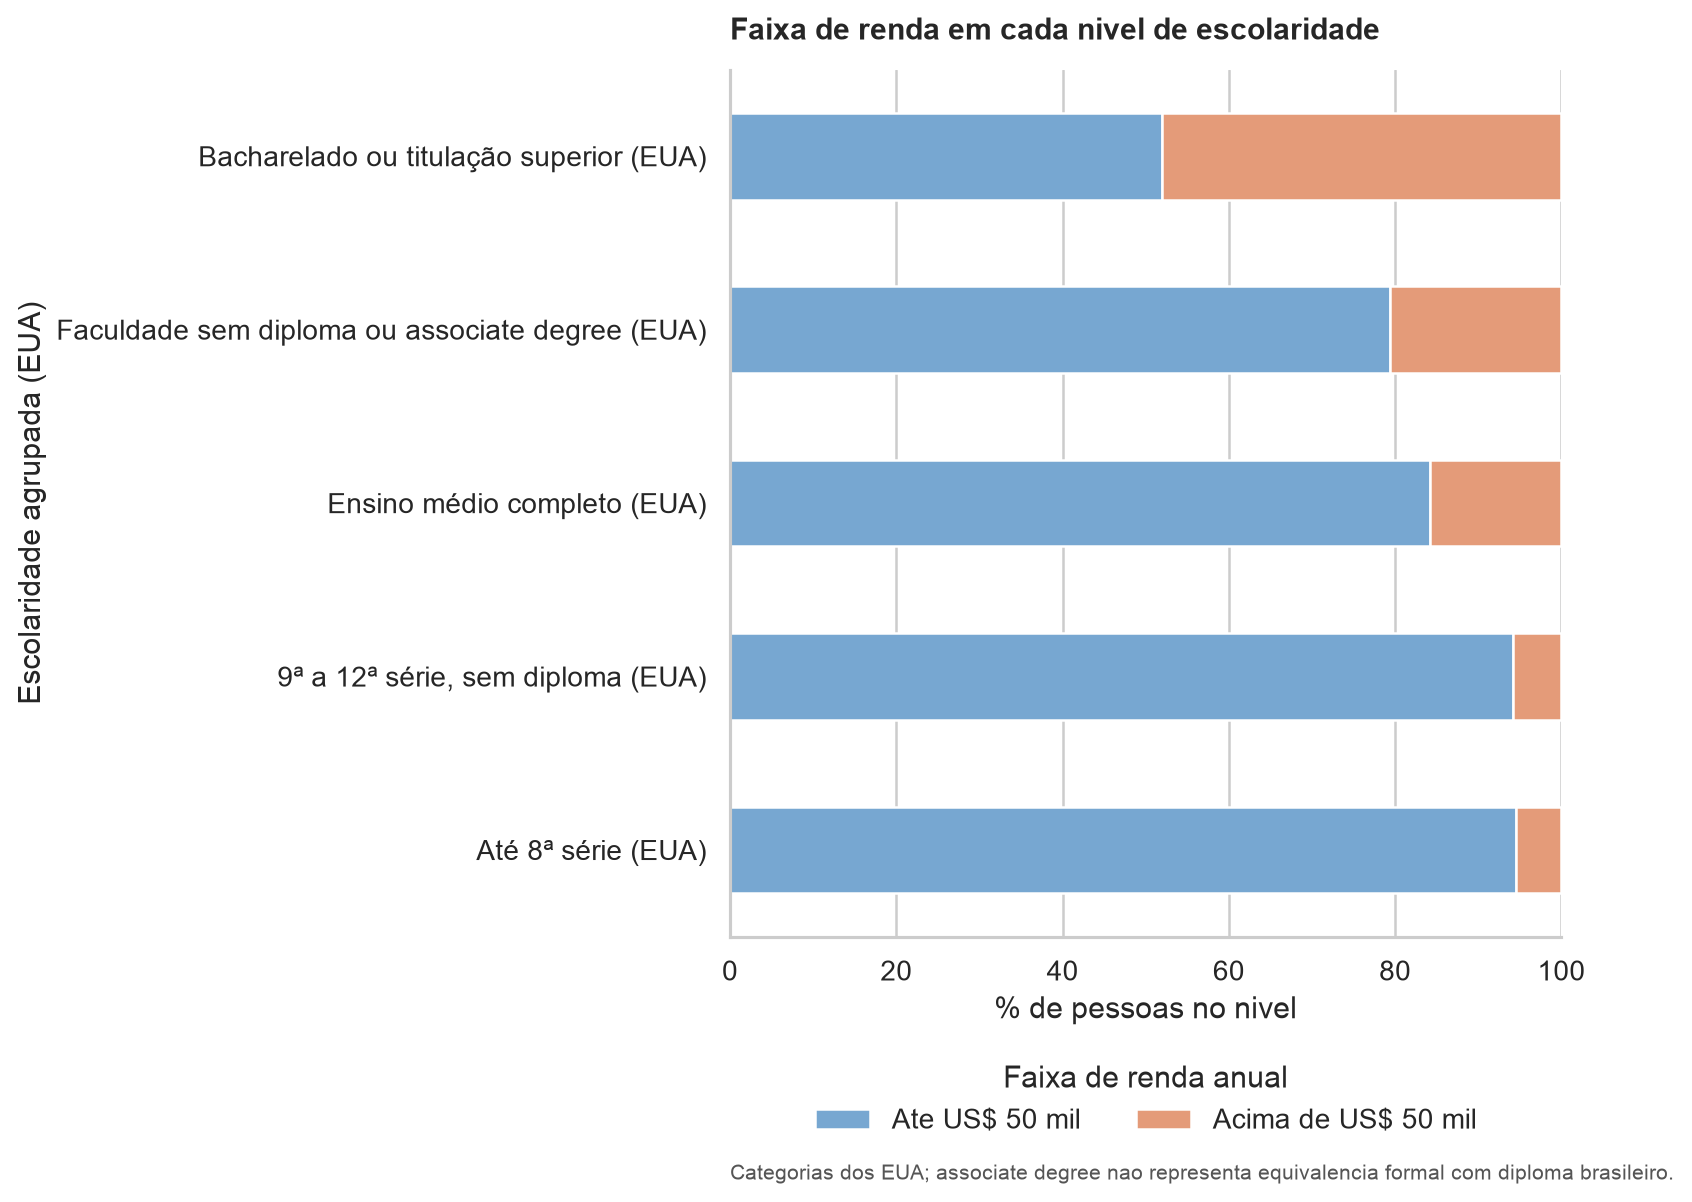 Faixa de renda em cada nivel de escolaridade
Escolaridade agrupada (EUA)
Bacharelado ou titulação superior (EUA)
Faculdade sem diploma ou associate degree (EUA)
Ensino médio completo (EUA)
9ª a 12ª série, sem diploma (EUA)
Até 8ª série (EUA)
0 20 40 60 80 100
% de pessoas no nivel
Faixa de renda anual
Ate US$ 50 mil Acima de US$ 50 mil
Categorias dos EUA; associate degree nao representa equivalencia formal com diploma brasileiro.